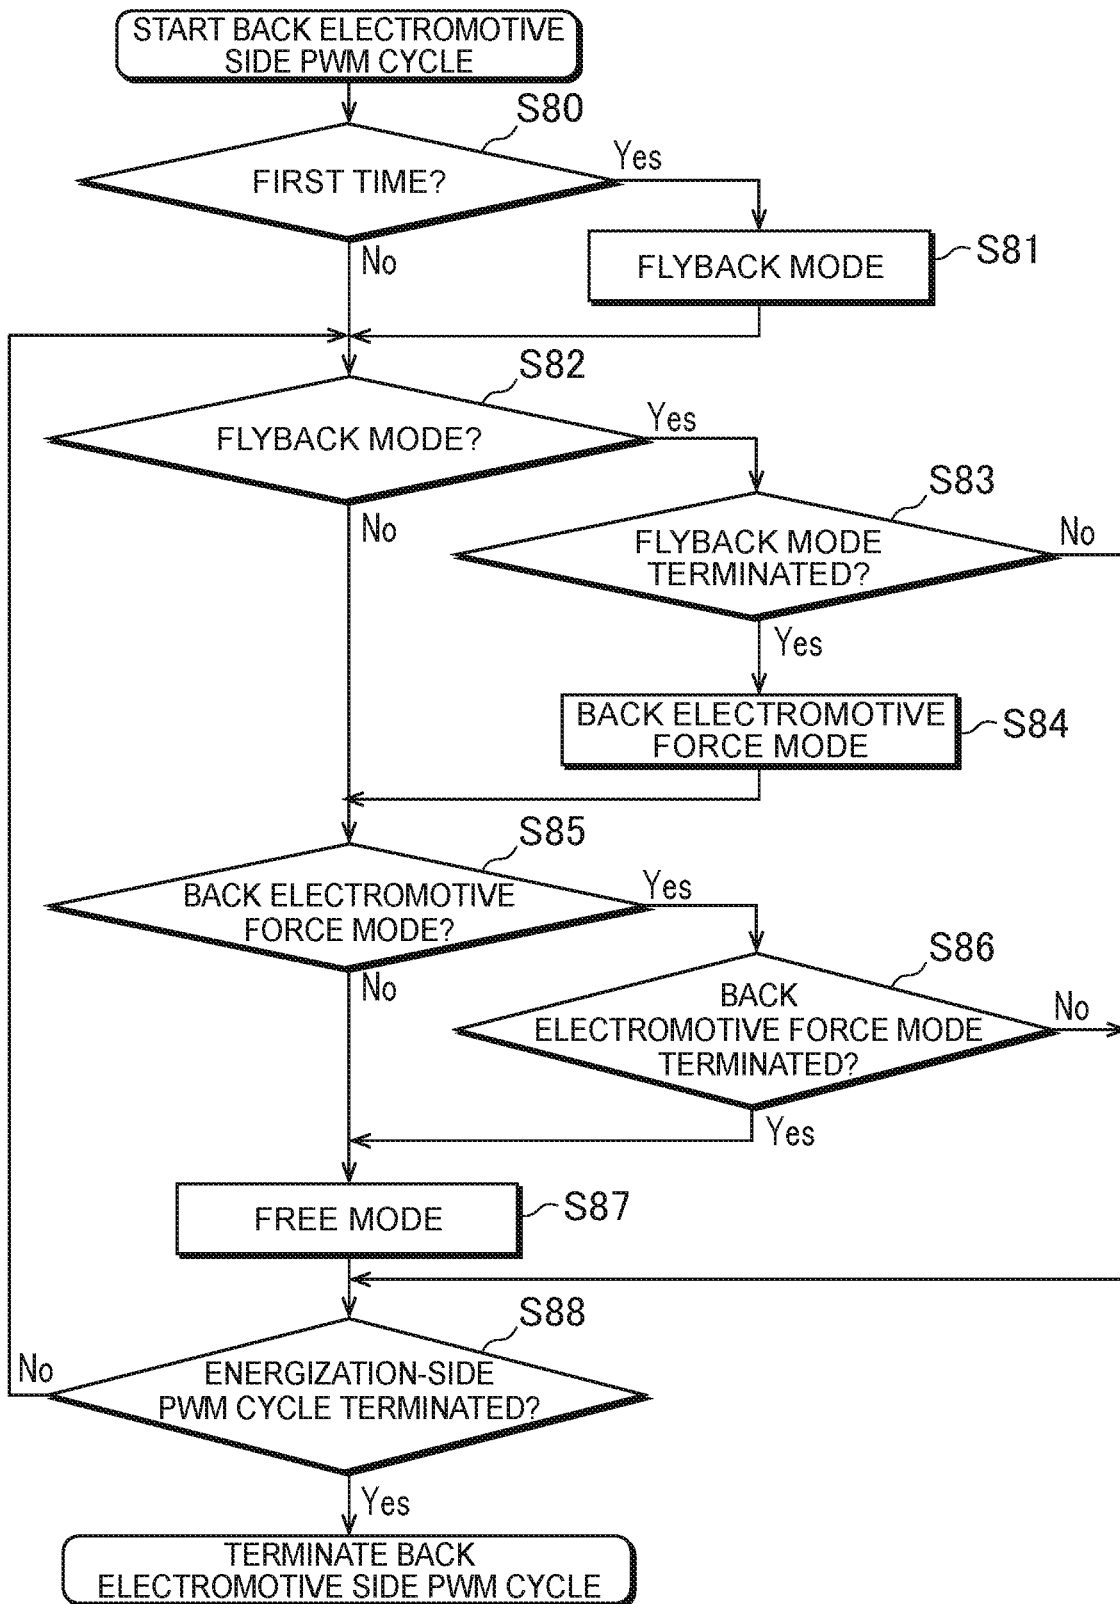 START BACK ELECTROMOTIVE
SIDE PWM CYCLE
S80
FIRST TIME?
Yes
No
FLYBACK MODE
S81
S82
FLYBACK MODE?
Yes
No
S83
FLYBACK MODE
TERMINATED?
No
Yes
BACK ELECTROMOTIVE
FORCE MODE
S84
S85
BACK ELECTROMOTIVE
FORCE MODE?
Yes
No
S86
BACK
ELECTROMOTIVE FORCE MODE
TERMINATED?
No
Yes
FREE MODE
S87
S88
ENERGIZATION-SIDE
PWM CYCLE TERMINATED?
No
Yes
TERMINATE BACK
ELECTROMOTIVE SIDE PWM CYCLE